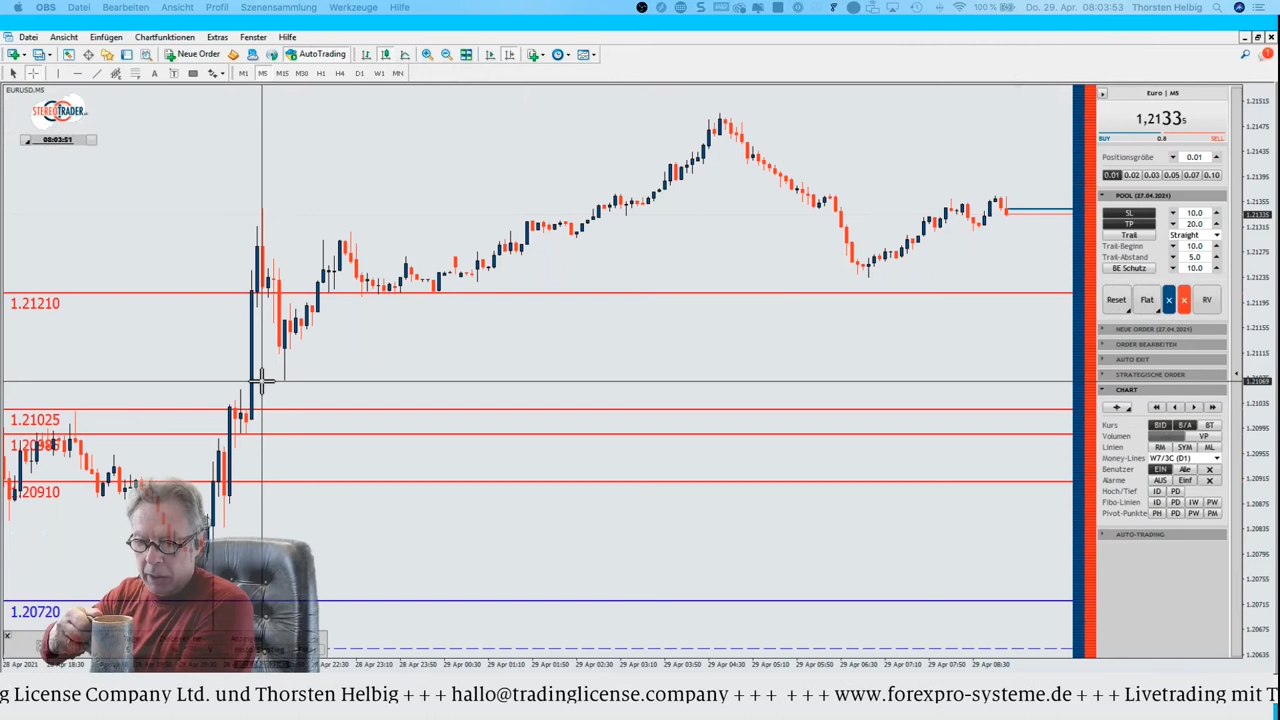 OBS Datei Bearbeiten Ansicht Profil Szenensammlung Werkzeuge Hilfe 100 % Do. 29. Apr. 08:03:53 Thorsten Helbig
Datei Ansicht Einfügen Chartfunktionen Extras Fenster Hilfe
Neue Order AutoTrading
M1 M5 M15 M30 H1 H4 D1 W1 MN
EURUSD,M5
STEREOTRADER
08:03:51
1.21210
1.21025
1.20985
1.20910
1.20720
Euro | M5
1,21335
BUY 0.6 SELL
Positionsgröße 0.01
0.01 0.02 0.03 0.05 0.07 0.10
POOL (27.04.2021)
SL 10.0
TP 20.0
Trail Straight
Trail-Beginn 10.0
Trail-Abstand 5.0
BE Schutz 10.0
Reset Flat × × RV
NEUE ORDER (27.04.2021)
ORDER BEARBEITEN
AUTO EXIT
STRATEGISCHE ORDER
CHART
Kurs BID B/A BT
Volumen VP
Linien RM SYM ML
Money-Lines W7/3C (D1)
Benutzer EIN Alle X
Alarme AUS Einf X
Hoch/Tief ID PD
Fibo-Linien ID PD IW PW
Pivot-Punkte PH PD PW PM
AUTO-TRADING
1.21515
1.21475
1.21435
1.21395
1.21355
1.21335
1.21315
1.21275
1.21235
1.21195
1.21155
1.21115
1.21069
1.21035
1.20995
1.20955
1.20915
1.20875
1.20835
1.20795
1.20755
1.20715
1.20675
1.20635
28 Apr 2021 28 Apr 18:30 Apr 22:30 29 Apr 00:30 29 Apr 01:10 29 Apr 01:50 29 Apr 02:30 29 Apr 03:10 29 Apr 03:50 29 Apr 04:30 29 Apr 05:10 29 Apr 05:50 29 Apr 06:30 29 Apr 07:10 29 Apr 07:50 29 Apr 08:30
g License Company Ltd. und Thorsten Helbig +++ hallo@tradinglicense.company +++ +++ www.forexpro-systeme.de +++ Livetrading mit T